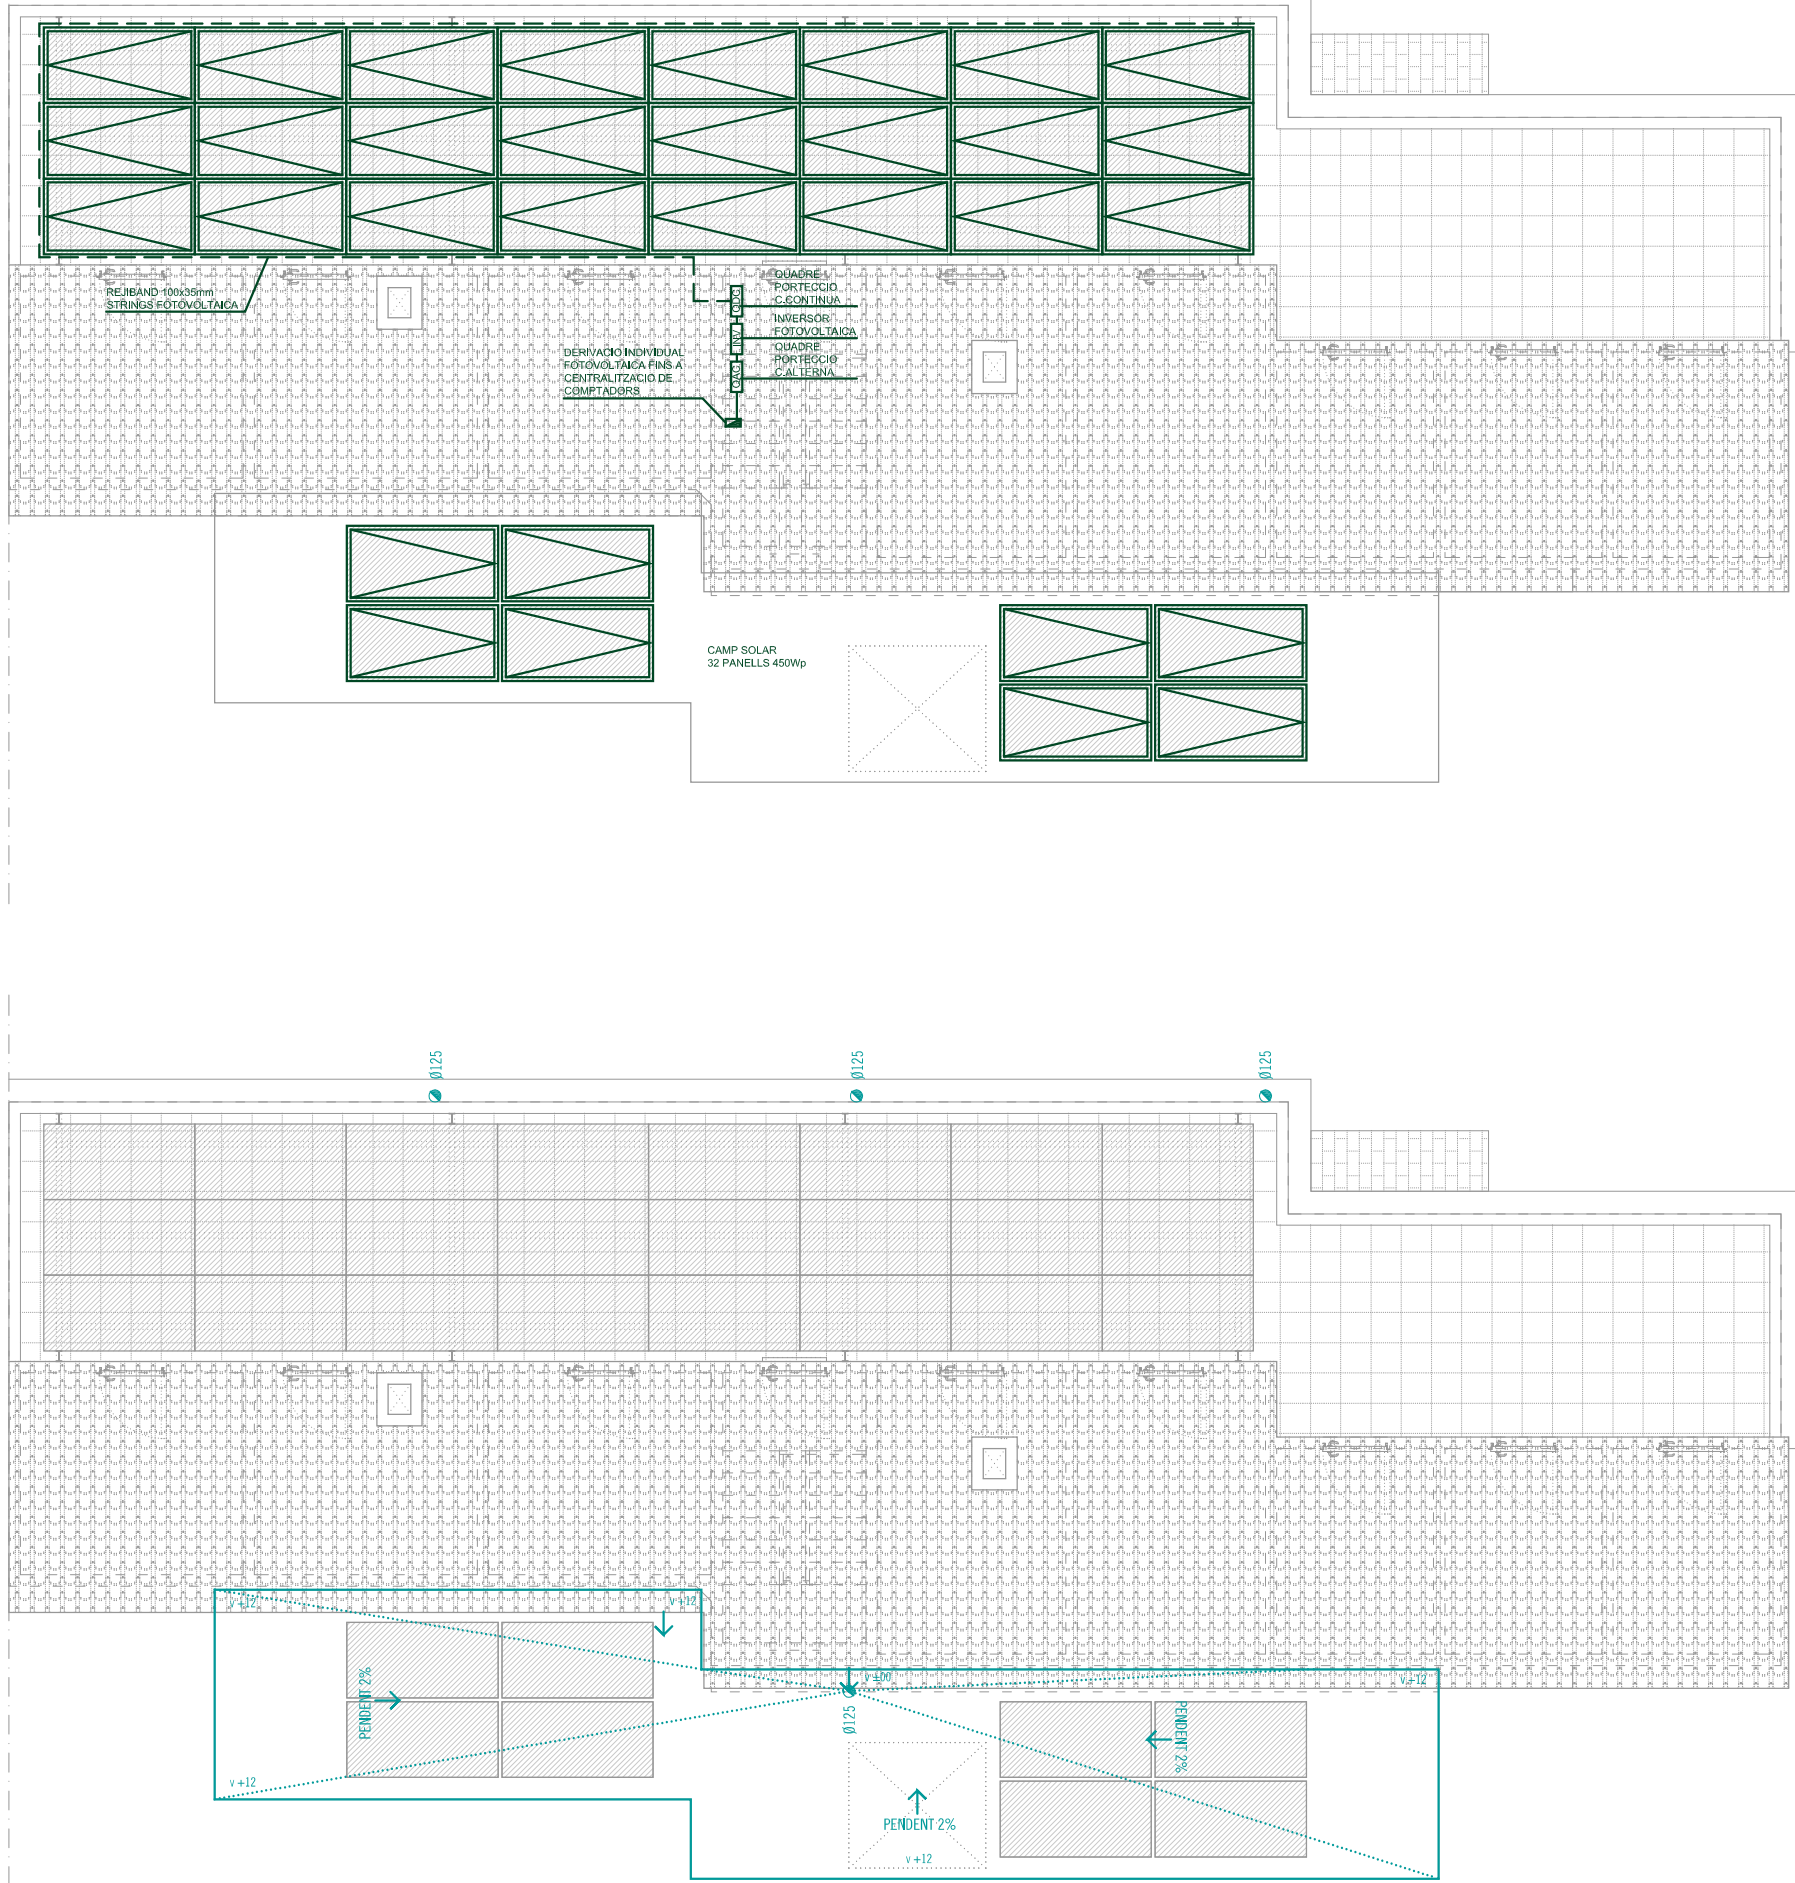 QUADRE
PORTECCIO
C.CONTINUA
QDC
REJIBAND 100x35mm
STRINGS FOTOVOLTAICA
INVERSOR
FOTOVOLTAICA
INV
QUADRE
PORTECCIO
C.ALTERNA
QAC
DERIVACIO INDIVIDUAL
FOTOVOLTAICA FINS A
CENTRALITZACIO DE
COMPTADORS
CAMP SOLAR
32 PANELLS 450Wp
Ø125
Ø125
Ø125
v +12
v +12
v ±00
v +12
PENDENT 2%
Ø125
PENDENT 2%
v +12
PENDENT 2%
v +12